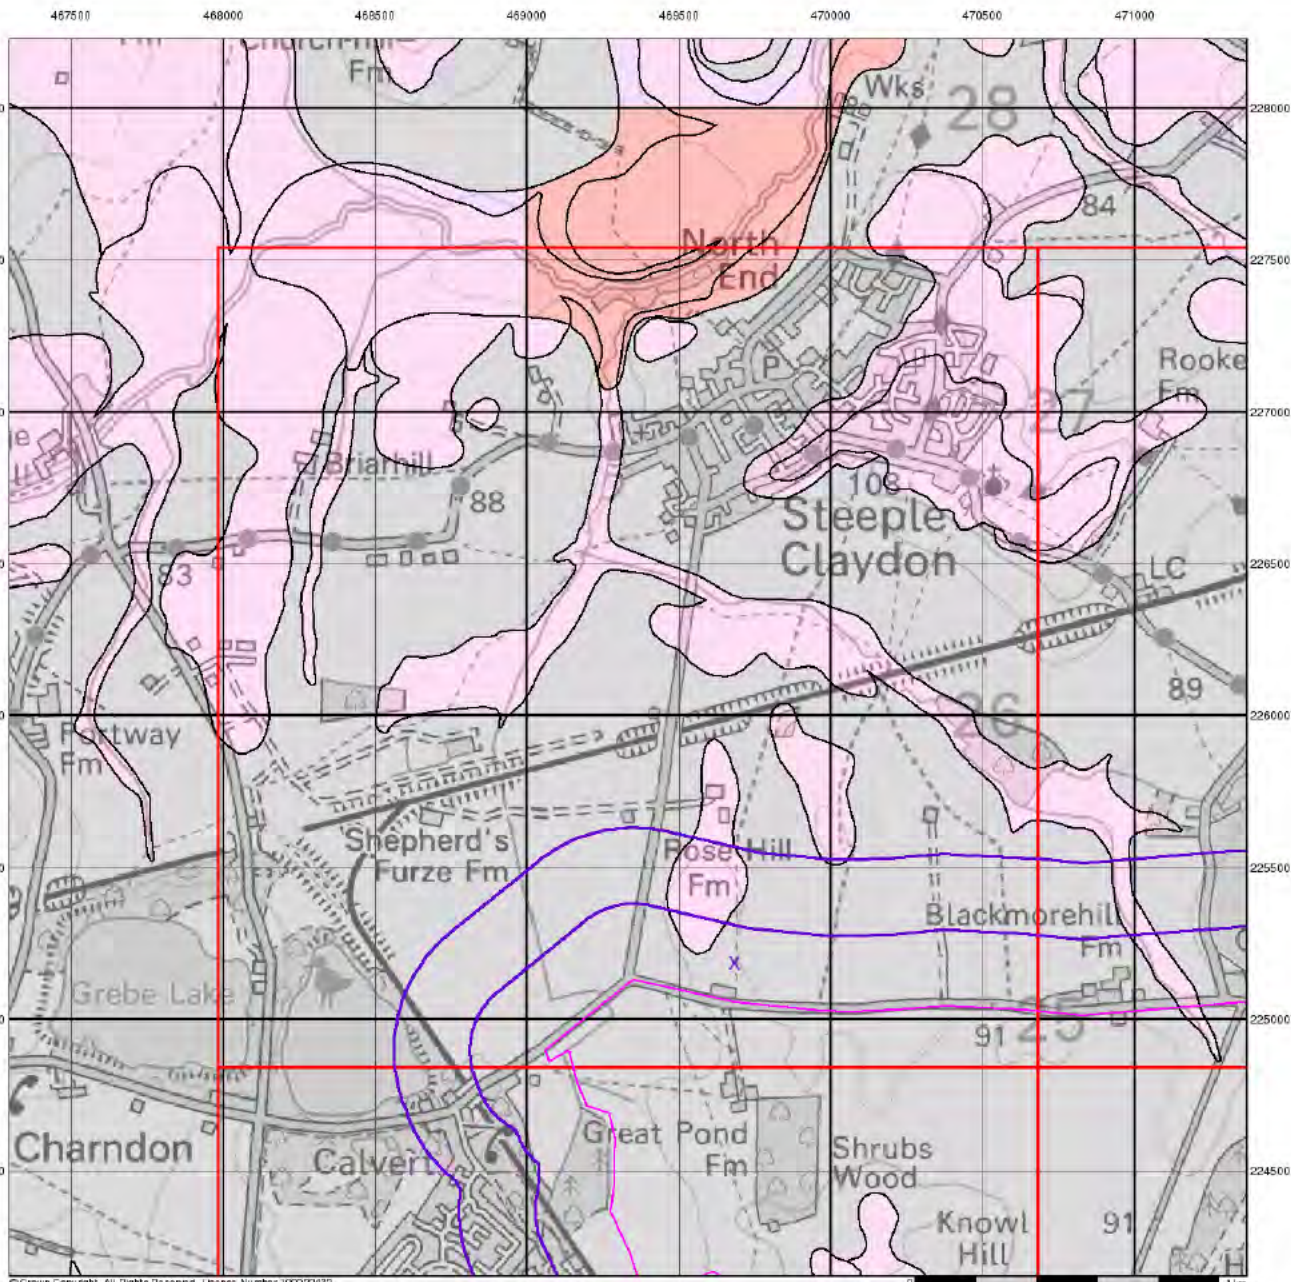 467500 468000 468500 469000 469500 470000 470500 471000
Church-hill
Fm
Fm
Wks
28
228000
84
North
End
227500
P
27
Rooke
Fm
227000
Briarhill
88
108
Steeple
Claydon
83
LC
226500
89
26
226000
Portway
Fm
Shepherd's
Furze Fm
Rose Hill
Fm
225500
Blackmorehill
Fm
x
Grebe Lake
91
25
225000
Charndon
Calvert
Great Pond
Fm
Shrubs
Wood
224500
Knowl
Hill
91
H